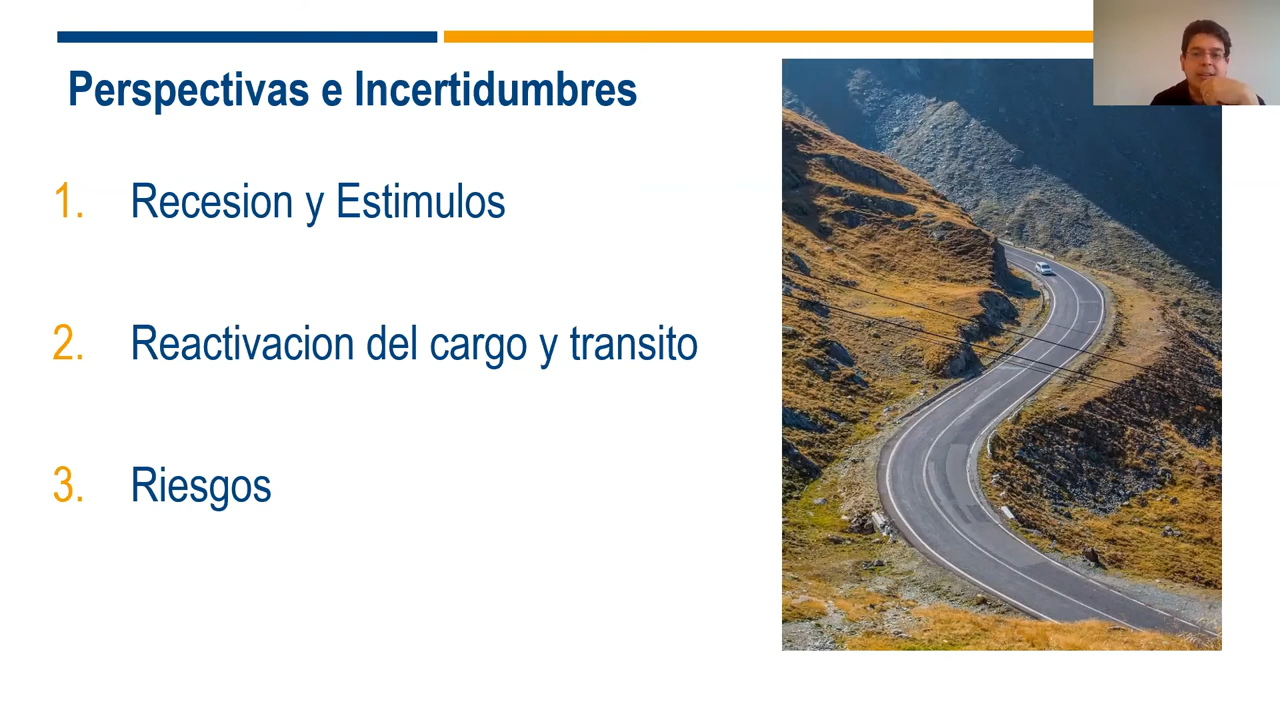 Perspectivas e Incertidumbres
1. Recesion y Estimulos
2. Reactivacion del cargo y transito
3. Riesgos